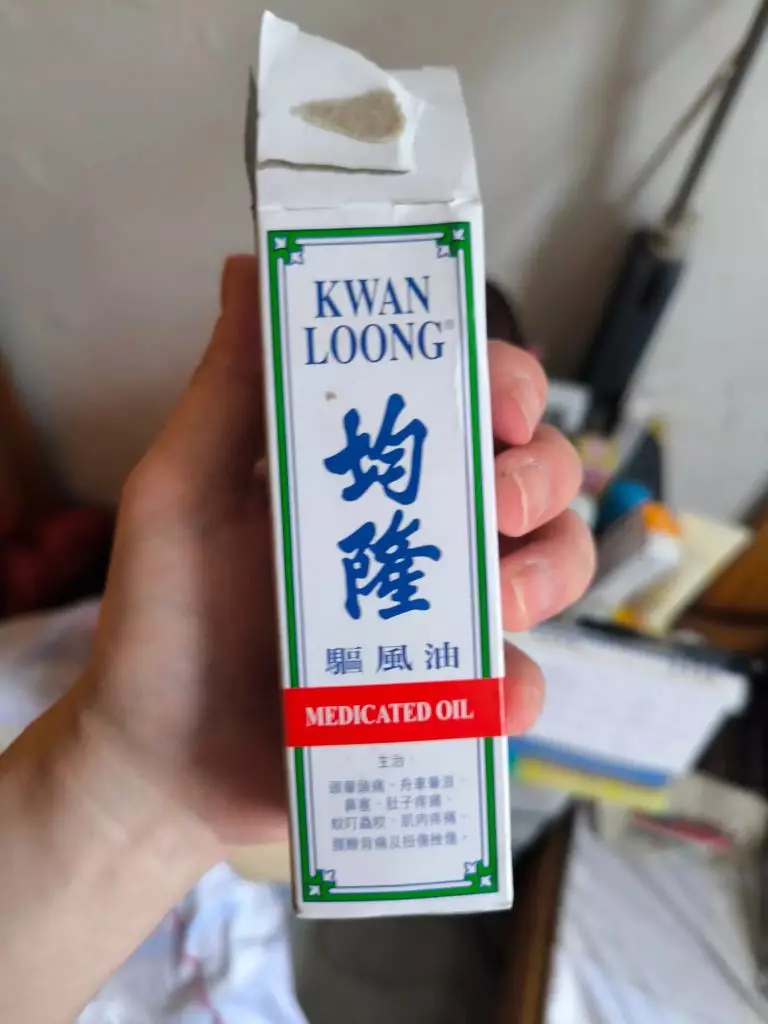 KWAN
LOONG®
均
隆
驅風油
MEDICATED OIL
主治:
頭暈頭痛、舟車暈浪、
鼻塞、肚子疼痛、
蚊叮蟲咬、肌肉疼痛、
腰酸背痛及扭傷挫傷。